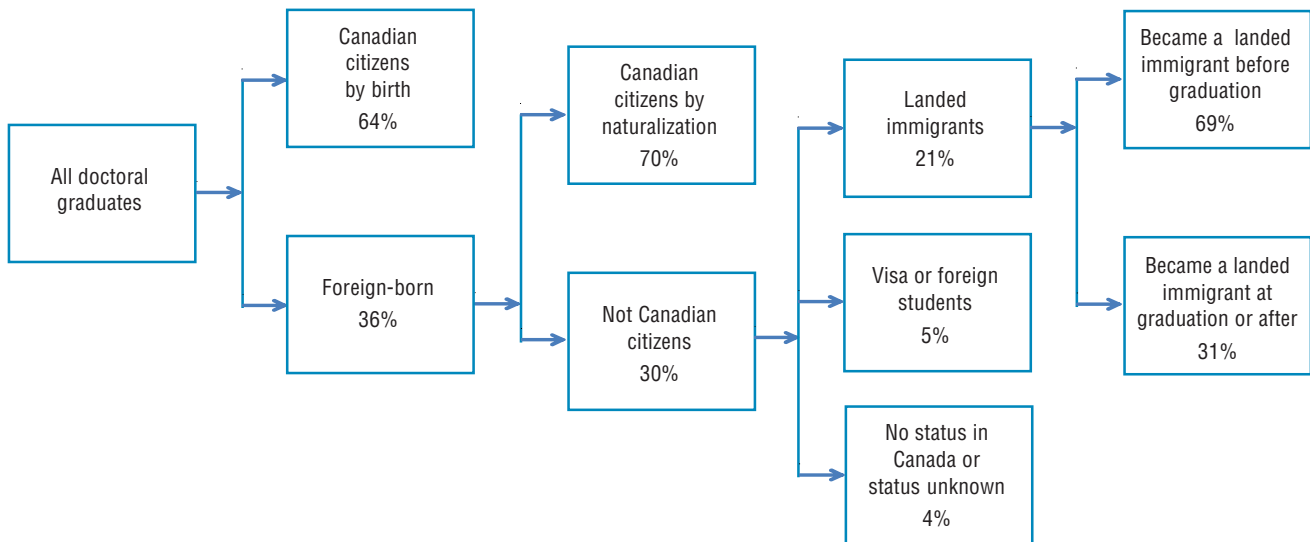 All doctoral
graduates
Canadian
citizens
by birth
64%
Foreign-born
36%
Canadian
citizens by
naturalization
70%
Not Canadian
citizens
30%
Landed
immigrants
21%
Visa or foreign
students
5%
No status in
Canada or
status unknown
4%
Became a landed
immigrant before
graduation
69%
Became a landed
immigrant at
graduation or after
31%